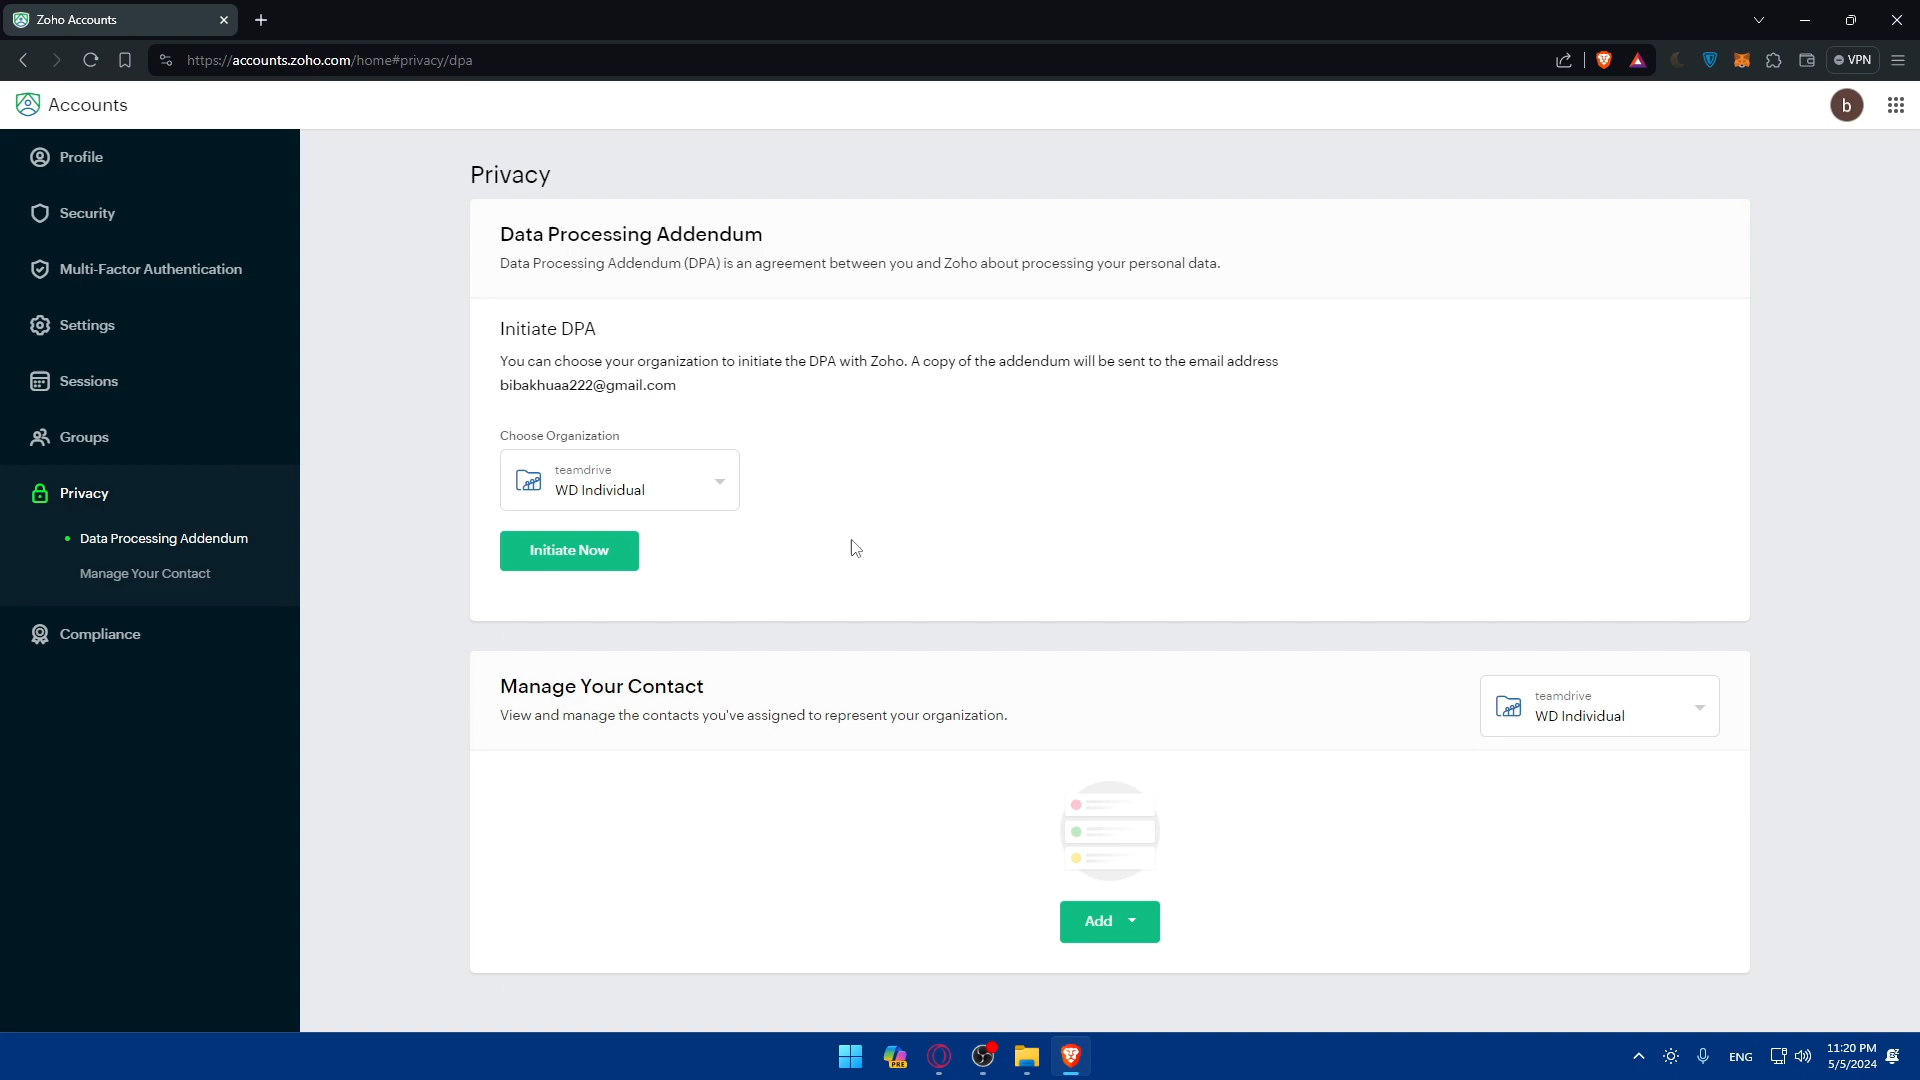 Zoho Accounts
https://accounts.zoho.com/home#privacy/dpa
VPN
Accounts
b
Profile
Security
Multi-Factor Authentication
Settings
Sessions
Groups
Privacy
Data Processing Addendum
Manage Your Contact
Compliance
Privacy
Data Processing Addendum
Data Processing Addendum (DPA) is an agreement between you and Zoho about processing your personal data.
Initiate DPA
You can choose your organization to initiate the DPA with Zoho. A copy of the addendum will be sent to the email address
bibakhuaa222@gmail.com
Choose Organization
teamdrive
WD Individual
Initiate Now
Manage Your Contact
View and manage the contacts you've assigned to represent your organization.
teamdrive
WD Individual
Add
PRE
ENG
11:20 PM
5/5/2024